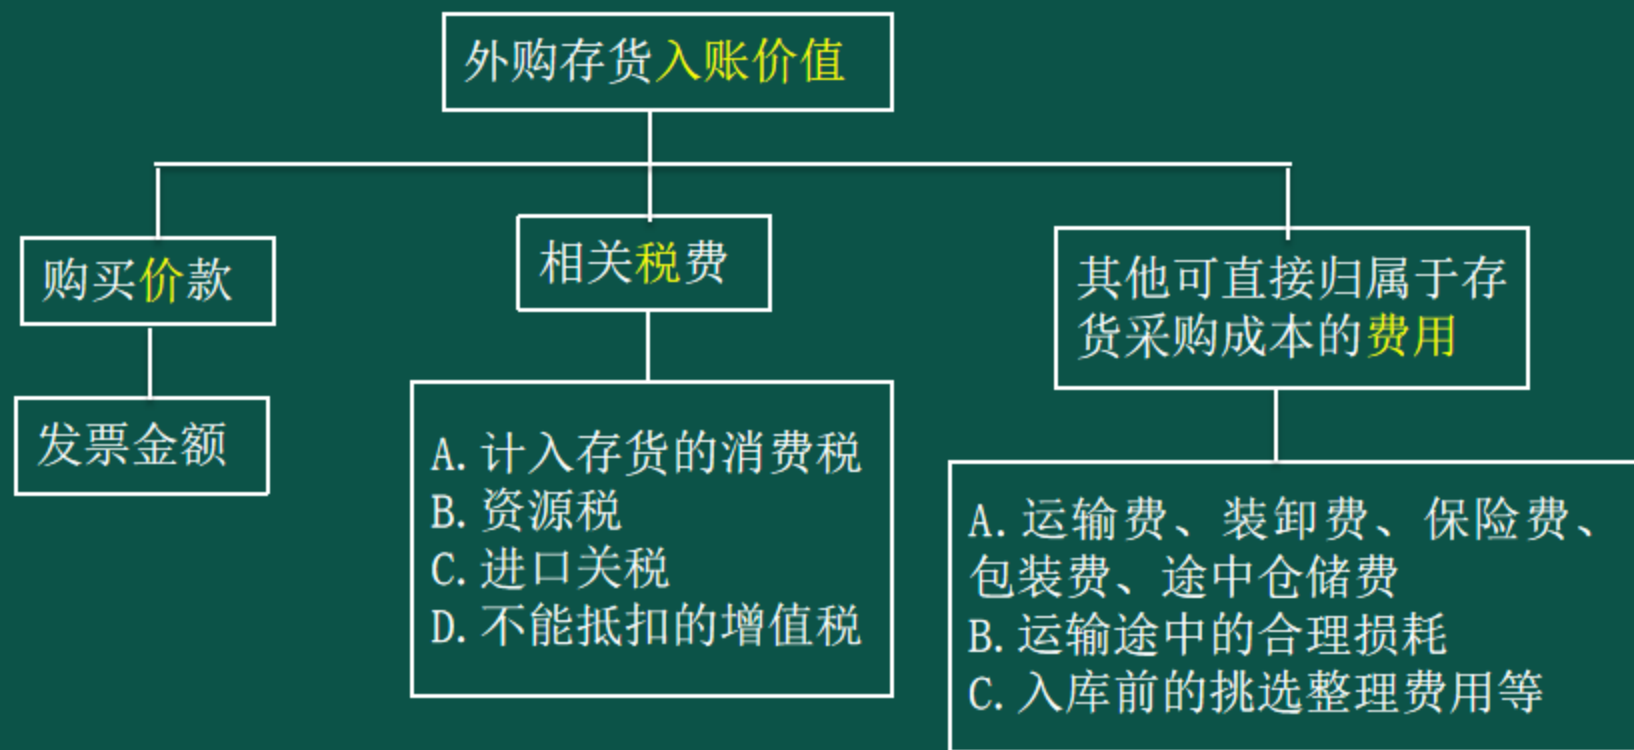 外购存货入账价值
购买价款
发票金额
相关税费
A.计入存货的消费税
B.资源税
C.进口关税
D.不能抵扣的增值税
其他可直接归属于存
货采购成本的费用
A.运输费、装卸费、保险费、
包装费、途中仓储费
B.运输途中的合理损耗
C.入库前的挑选整理费用等